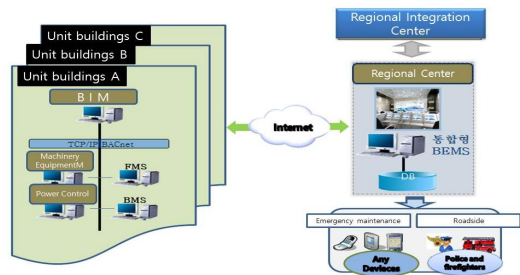 Unit buildings C
Unit buildings B
Unit buildings A
B I M
TCP/IP BACnet
Machinery
EquipmentM
FMS
Power Control
BMS
Internet
Regional Integration
Center
Regional Center
통합형
BEMS
DB
Emergency maintenance
Roadside
Any
Devieces
Police and
firefighters